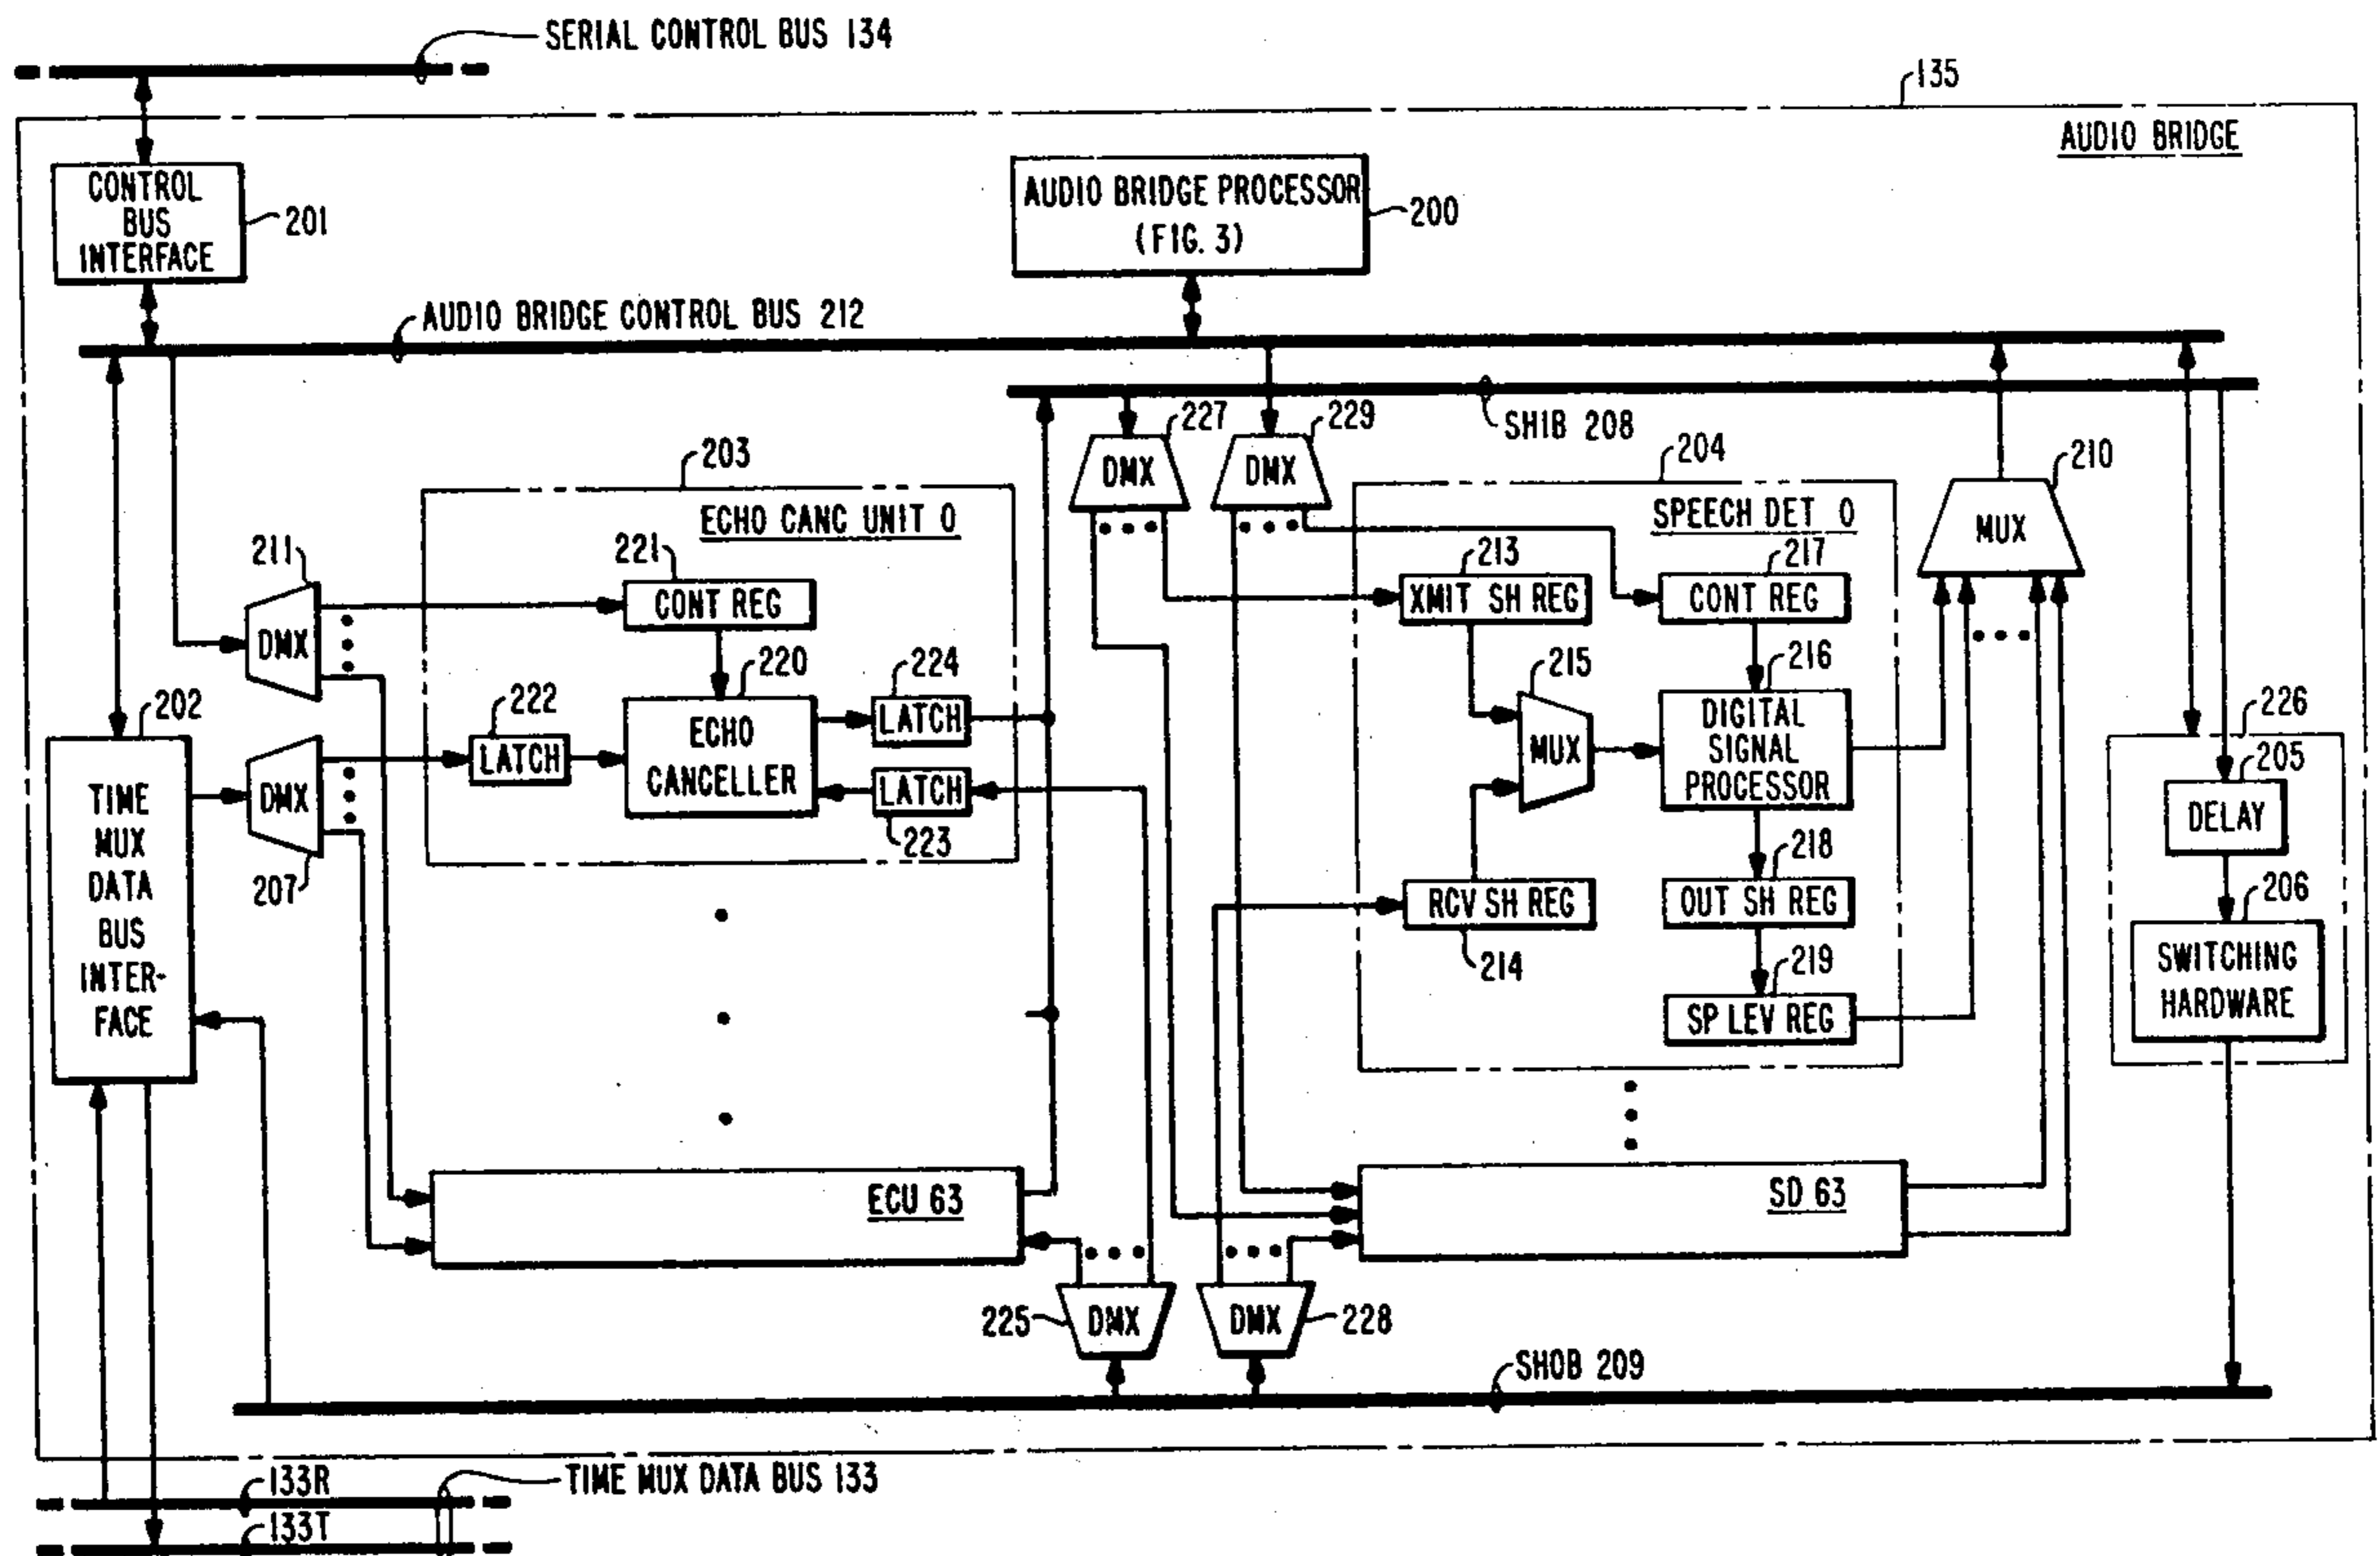 SERIAL CONTROL BUS 134
135
AUDIO BRIDGE
CONTROL
BUS
INTERFACE
201
AUDIO BRIDGE PROCESSOR
(FIG. 3)
200
AUDIO BRIDGE CONTROL BUS 212
SHIB 208
227
229
DMX
DMX
203
ECHO CANC UNIT 0
204
SPEECH DET 0
210
MUX
211
DMX
221
CONT REG
213
XMIT SH REG
217
CONT REG
202
TIME
MUX
DATA
BUS
INTER-
FACE
207
DMX
222
LATCH
220
ECHO
CANCELLER
224
LATCH
LATCH
223
215
MUX
216
DIGITAL
SIGNAL
PROCESSOR
226
205
DELAY
206
SWITCHING
HARDWARE
RCV SH REG
214
218
OUT SH REG
219
SP LEV REG
ECU 63
SD 63
225
DMX
DMX
228
SHOB 209
133R
TIME MUX DATA BUS 133
133T